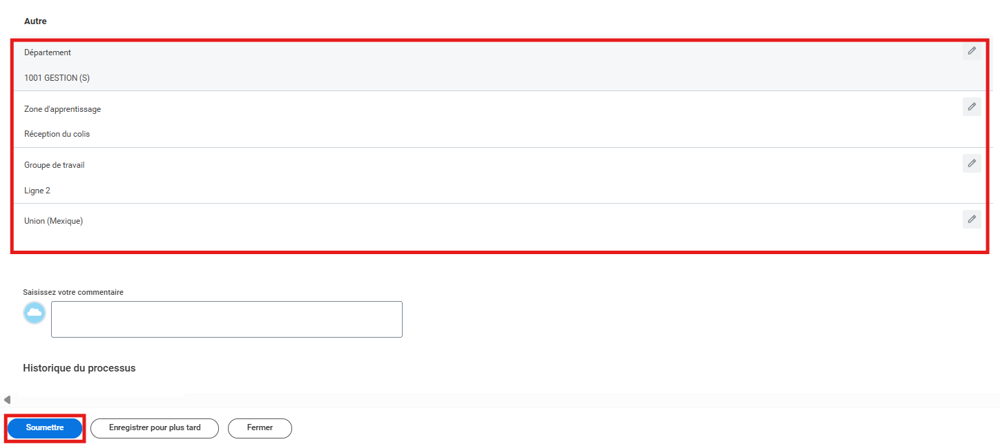 Autre
Département
1001 GESTION (S)
Zone d'apprentissage
Réception du colis
Groupe de travail
Ligne 2
Union (Mexique)
Saisissez votre commentaire
Historique du processus
Soumettre
Enregistrer pour plus tard
Fermer